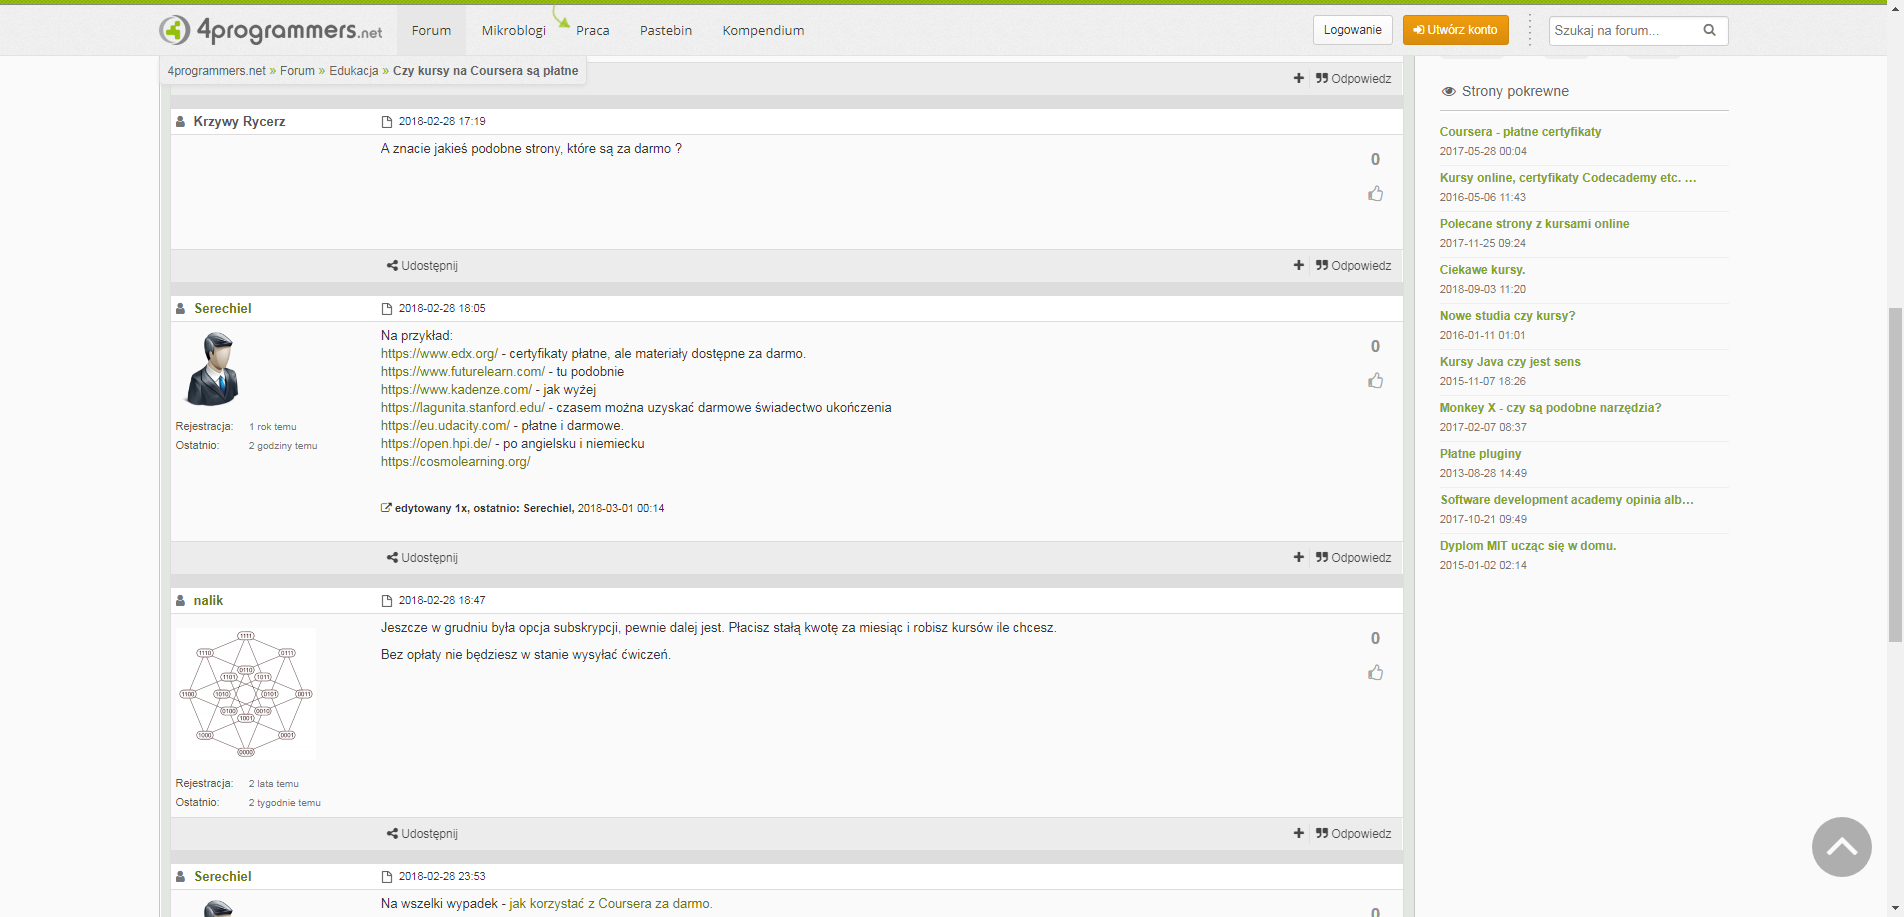 4programmers.net
Forum
Mikroblogi
Praca
Pastebin
Kompendium
Logowanie
Utwórz konto
Szukaj na forum...
4programmers.net » Forum » Edukacja » Czy kursy na Coursera są płatne
Odpowiedz
Krzywy Rycerz
2018-02-28 17:19
A znacie jakieś podobne strony, które są za darmo ?
0
Udostępnij
Odpowiedz
Serechiel
2018-02-28 18:05
Na przykład:
https://www.edx.org/ - certyfikaty płatne, ale materiały dostępne za darmo.
https://www.futurelearn.com/ - tu podobnie
https://www.kadenze.com/ - jak wyżej
https://lagunita.stanford.edu/ - czasem można uzyskać darmowe świadectwo ukończenia
https://eu.udacity.com/ - płatne i darmowe.
https://open.hpi.de/ - po angielsku i niemiecku
https://cosmolearning.org/
0
Rejestracja: 1 rok temu
Ostatnio: 2 godziny temu
edytowany 1x, ostatnio: Serechiel, 2018-03-01 00:14
Udostępnij
Odpowiedz
nalik
2018-02-28 18:47
Jeszcze w grudniu była opcja subskrypcji, pewnie dalej jest. Płacisz stałą kwotę za miesiąc i robisz kursów ile chcesz.
Bez opłaty nie będziesz w stanie wysyłać ćwiczeń.
0
1111
1110 0111
0110
1101 1011
1100 1010 0101 0011
0100 0010
1001
1000 0001
0000
Rejestracja: 2 lata temu
Ostatnio: 2 tygodnie temu
Udostępnij
Odpowiedz
Serechiel
2018-02-28 23:53
Na wszelki wypadek - jak korzystać z Coursera za darmo.
0
Strony pokrewne
Coursera - płatne certyfikaty
2017-05-28 00:04
Kursy online, certyfikaty Codecademy etc. ...
2016-05-06 11:43
Polecane strony z kursami online
2017-11-25 09:24
Ciekawe kursy.
2018-09-03 11:20
Nowe studia czy kursy?
2016-01-11 01:01
Kursy Java czy jest sens
2015-11-07 18:26
Monkey X - czy są podobne narzędzia?
2017-02-07 08:37
Płatne pluginy
2013-08-28 14:49
Software development academy opinia alb...
2017-10-21 09:49
Dyplom MIT ucząc się w domu.
2015-01-02 02:14